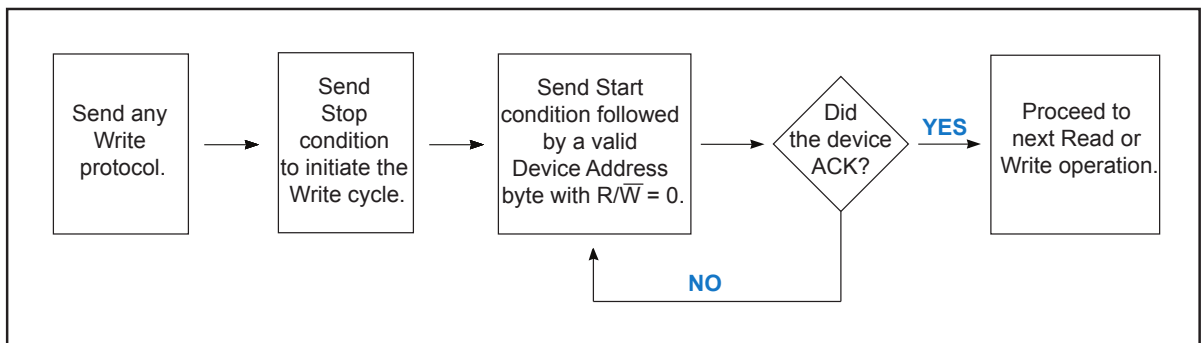 Send any
Write
protocol.
Send
Stop
condition
to initiate the
Write cycle.
Send Start
condition followed
by a valid
Device Address
byte with R/W̅ = 0.
Did
the device
ACK?
YES
Proceed to
next Read or
Write operation.
NO